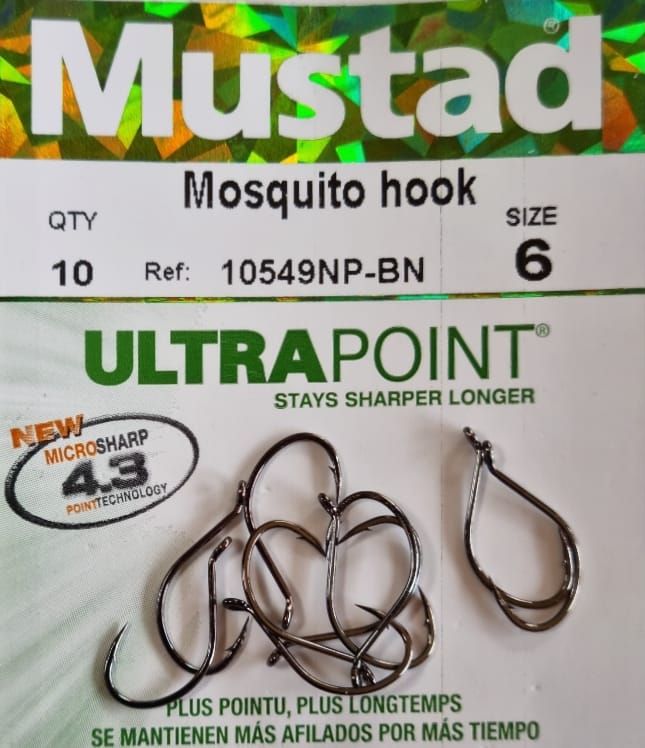 Mustad®
Mosquito hook
QTY
SIZE
10 Ref: 10549NP-BN 6
ULTRAPOINT®
STAYS SHARPER LONGER
NEW
MICROSHARP
4.3
POINTTECHNOLOGY
PLUS POINTU, PLUS LONGTEMPS
SE MANTIENEN MÁS AFILADOS POR MÁS TIEMPO